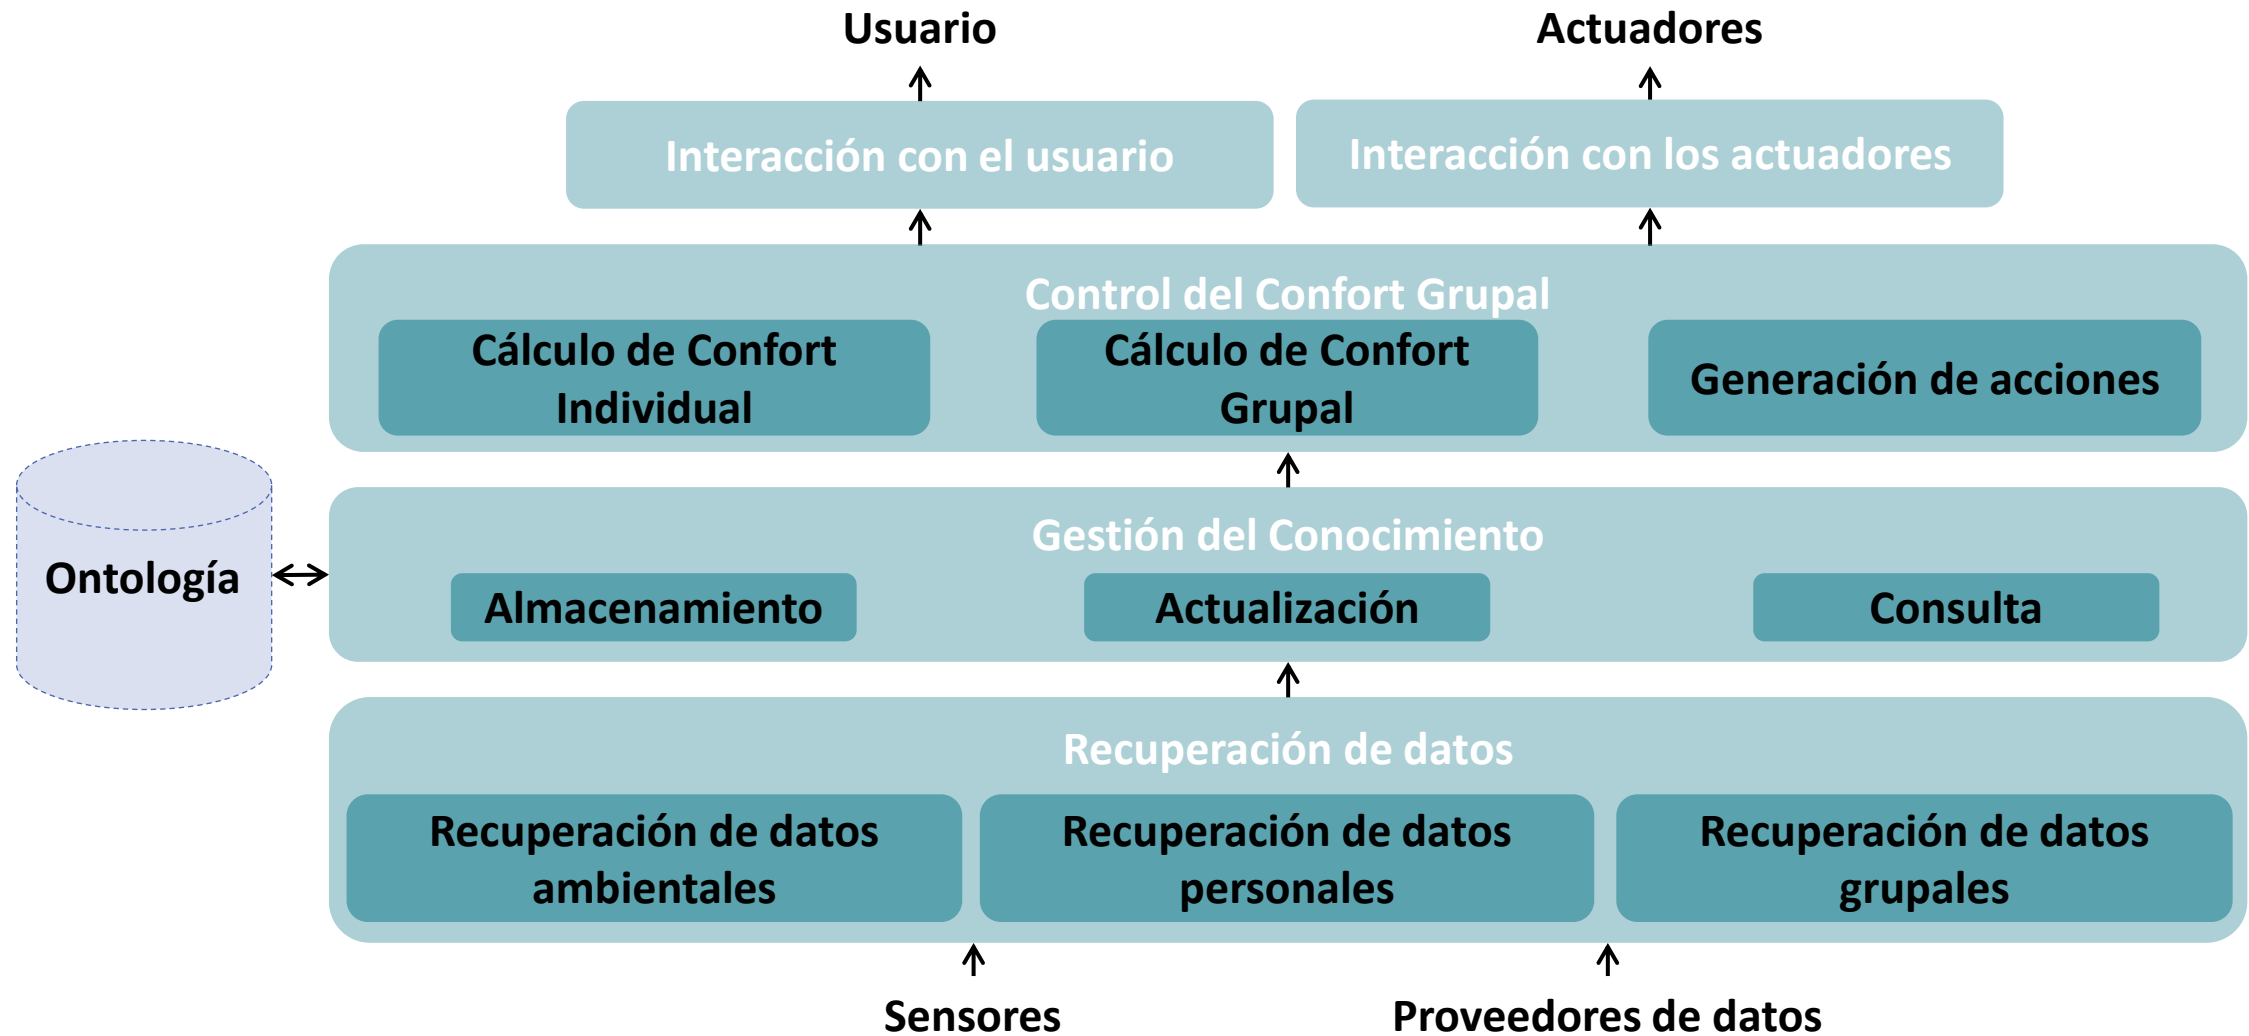 Usuario
Actuadores
Interacción con el usuario
Interacción con los actuadores
Control del Confort Grupal
Cálculo de Confort
Individual
Cálculo de Confort
Grupal
Generación de acciones
Ontología
Gestión del Conocimiento
Almacenamiento
Actualización
Consulta
Recuperación de datos
Recuperación de datos
ambientales
Recuperación de datos
personales
Recuperación de datos
grupales
Sensores
Proveedores de datos